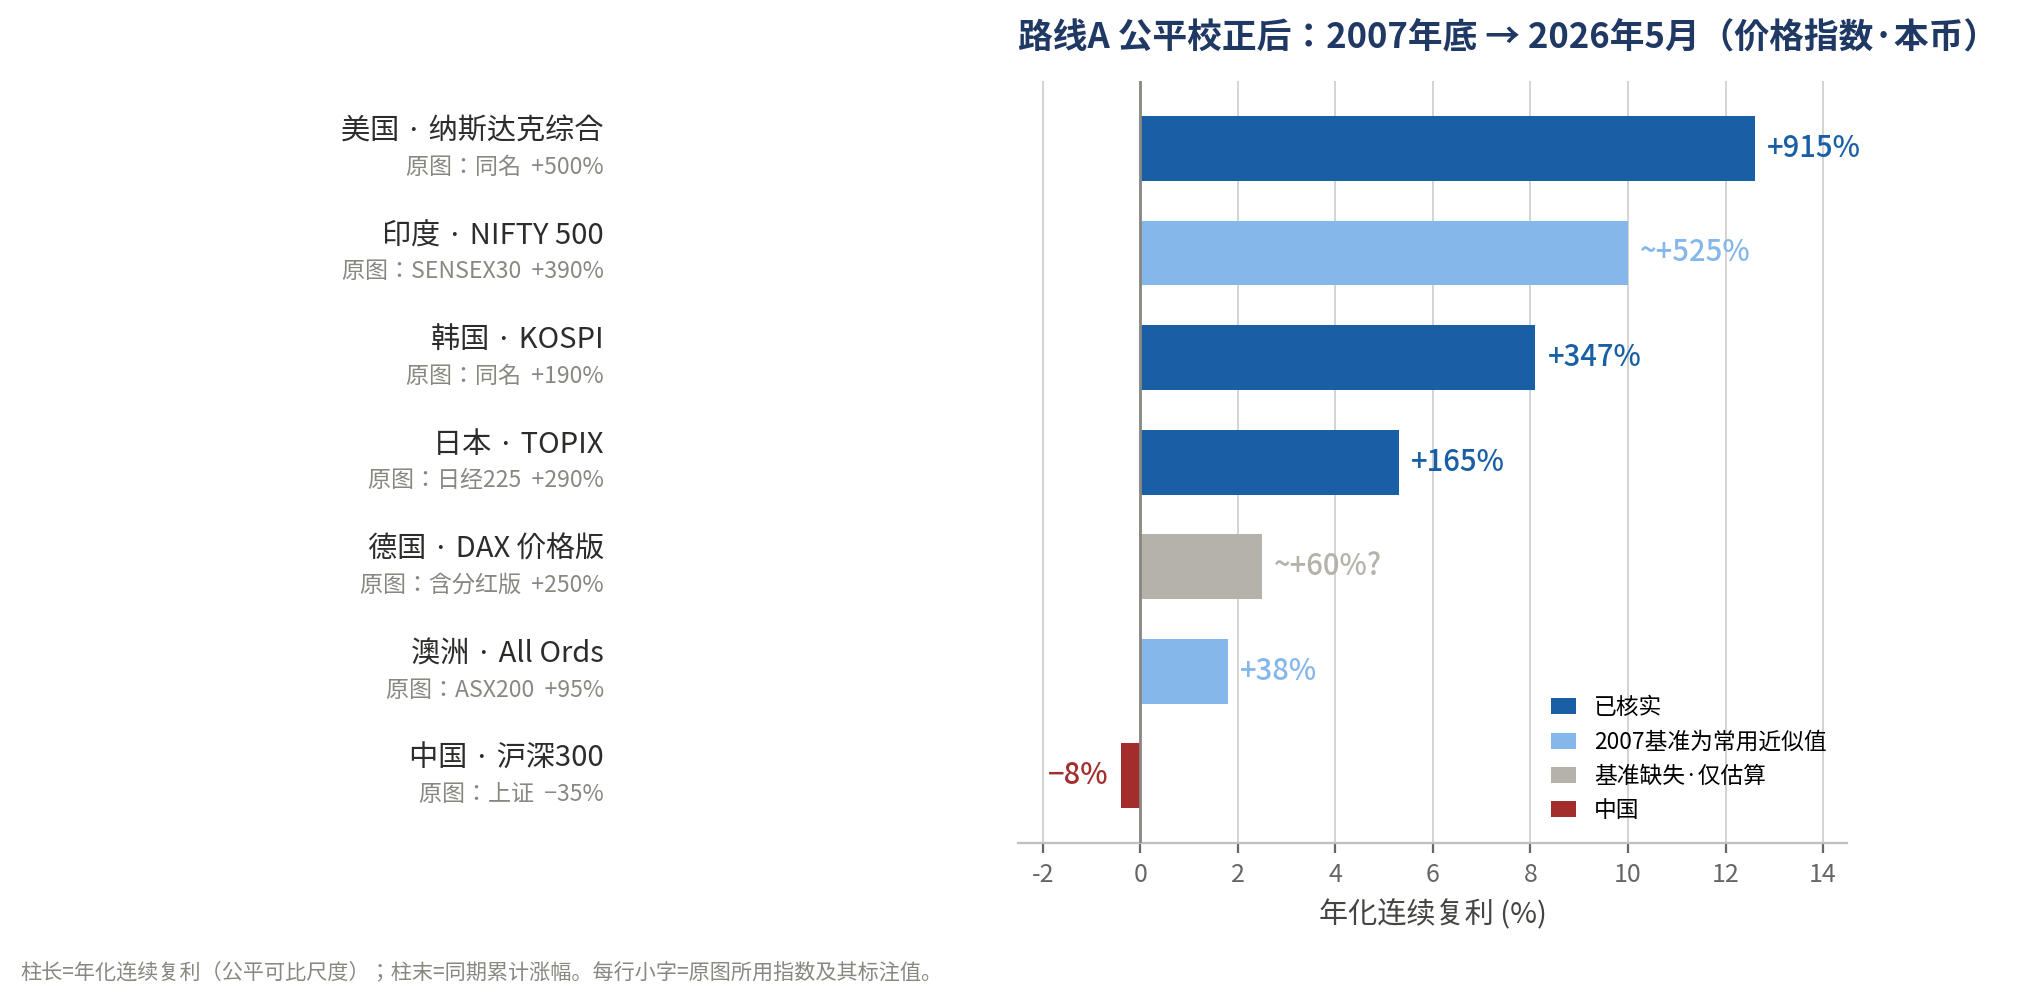 路线A 公平校正后：2007年底 → 2026年5月（价格指数·本币）
美国 · 纳斯达克综合
原图：同名 +500%
+915%
印度 · NIFTY 500
原图：SENSEX30 +390%
~+525%
韩国 · KOSPI
原图：同名 +190%
+347%
日本 · TOPIX
原图：日经225 +290%
+165%
德国 · DAX 价格版
原图：含分红版 +250%
~+60%?
澳洲 · All Ords
原图：ASX200 +95%
+38%
中国 · 沪深300
原图：上证 −35%
−8%
已核实
2007基准为常用近似值
基准缺失·仅估算
中国
-2 0 2 4 6 8 10 12 14
年化连续复利 (%)
柱长=年化连续复利（公平可比尺度）；柱末=同期累计涨幅。每行小字=原图所用指数及其标注值。